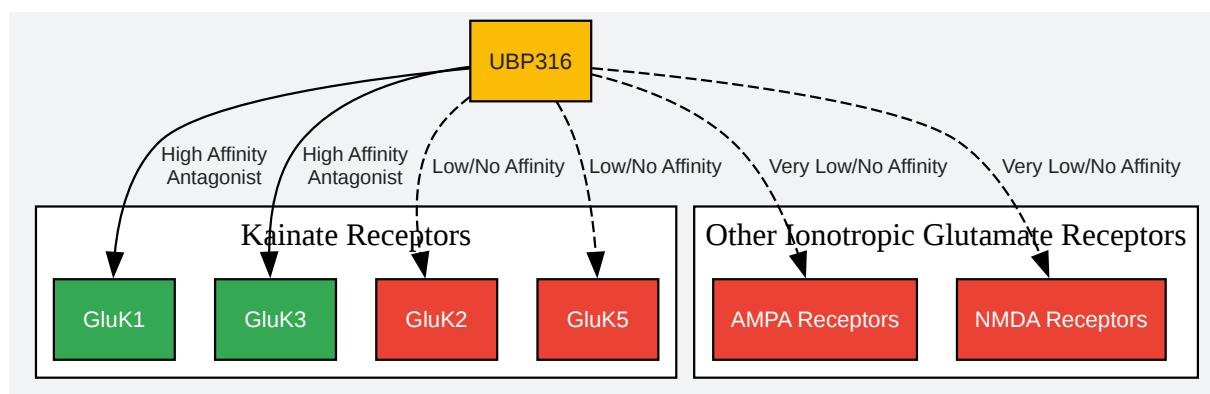 UBP316
High Affinity
Antagonist
High Affinity
Antagonist
Low/No Affinity
Low/No Affinity
Very Low/No Affinity
Very Low/No Affinity
Kainate Receptors
Other Ionotropic Glutamate Receptors
GluK1
GluK3
GluK2
GluK5
AMPA Receptors
NMDA Receptors